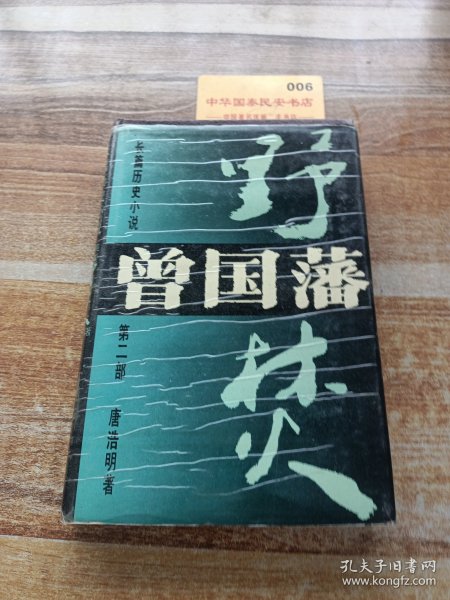 006
中华国泰民安书店
长篇历史小说
野
曾国藩
焚
第二部
唐浩明著
孔夫子旧书网
www.kongfz.com